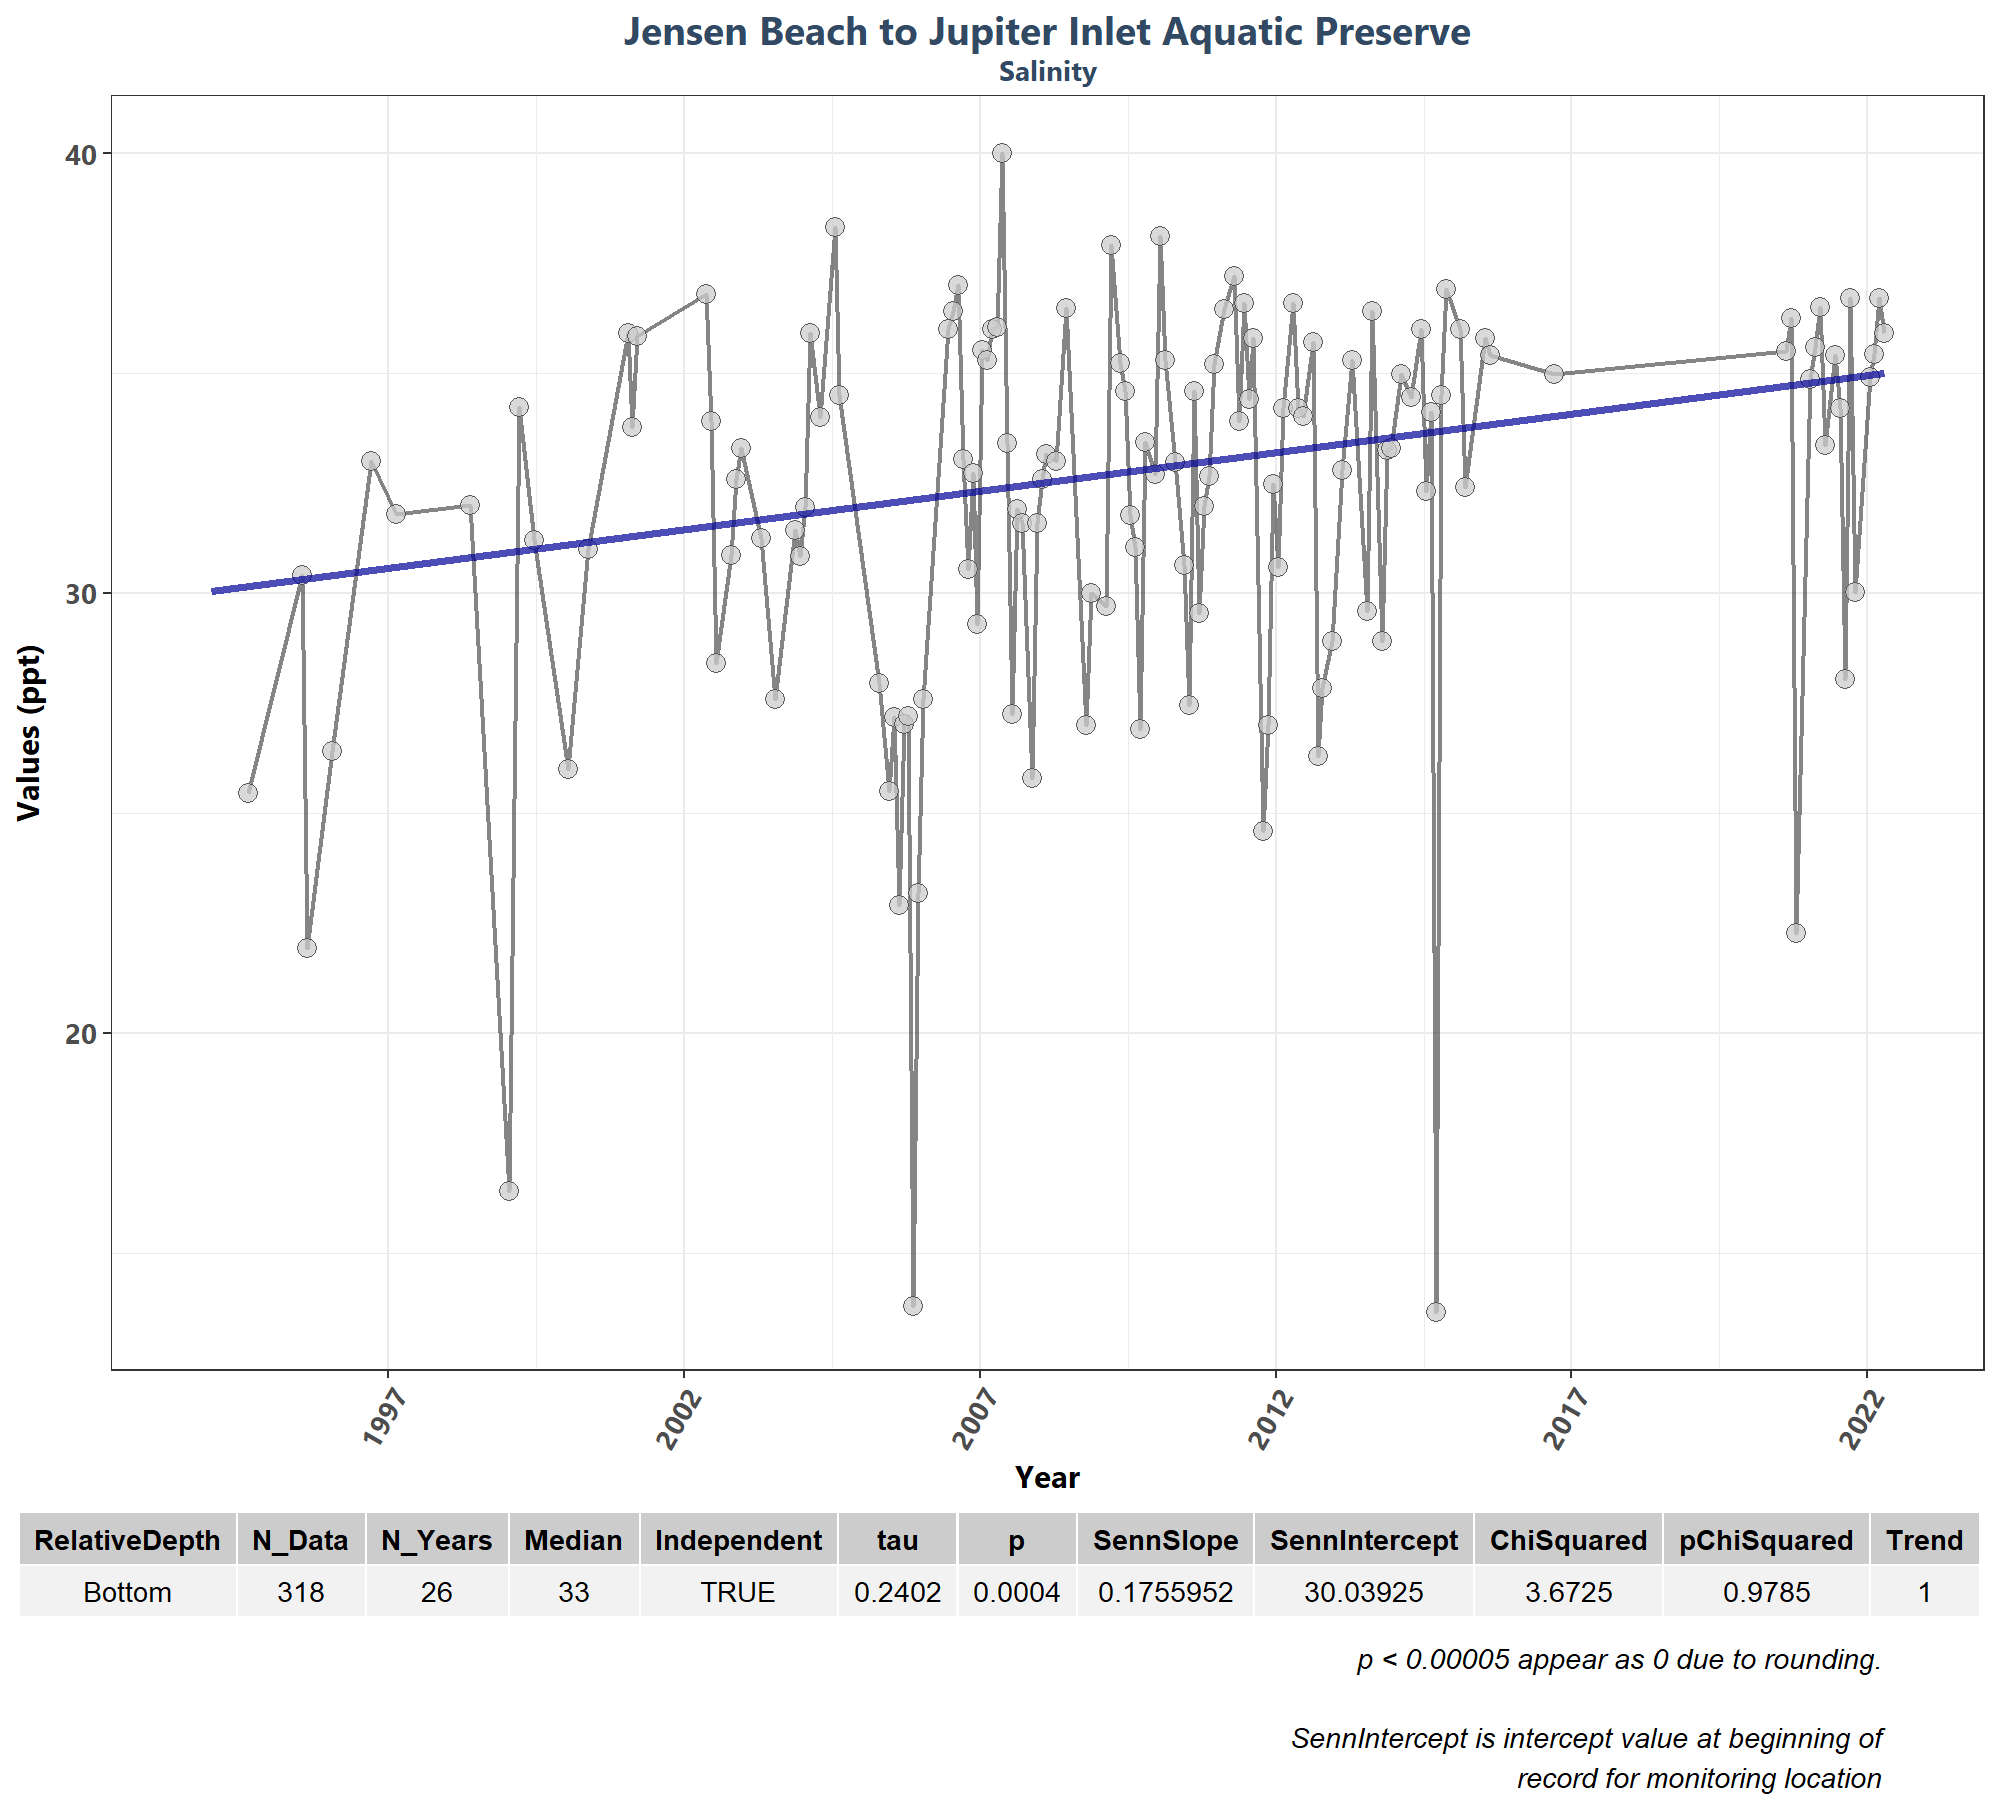 Jensen Beach to Jupiter Inlet Aquatic Preserve
Salinity
40
30
20
Values (ppt)
1997 2002 2007 2012 2017 2022
Year
RelativeDepth N_Data N_Years Median Independent tau p SennSlope SennIntercept ChiSquared pChiSquared Trend
Bottom 318 26 33 TRUE 0.2402 0.0004 0.1755952 30.03925 3.6725 0.9785 1
p < 0.00005 appear as 0 due to rounding.
SennIntercept is intercept value at beginning of
record for monitoring location